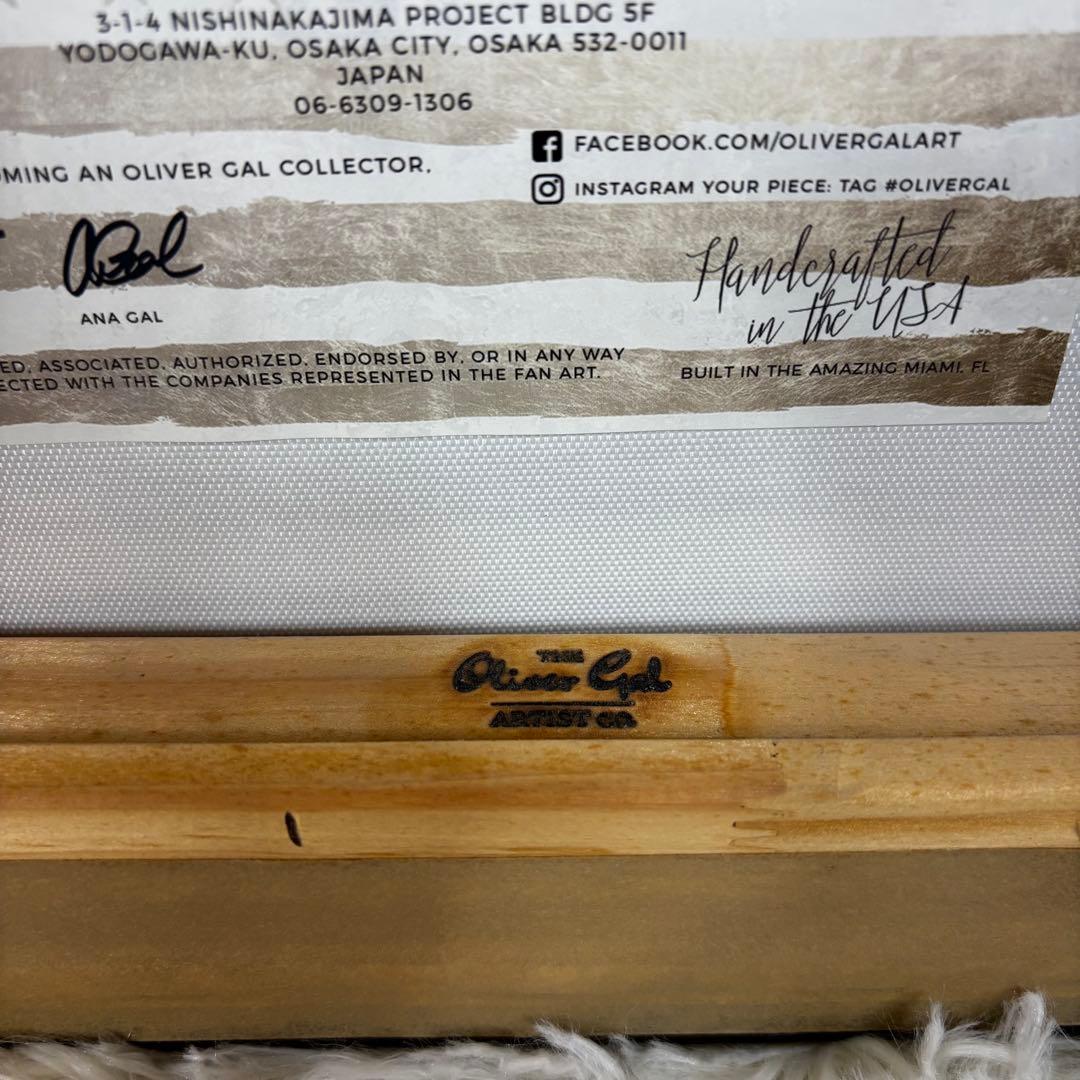 3-1-4 NISHINAKAJIMA PROJECT BLDG 5F
YODOGAWA-KU, OSAKA CITY, OSAKA 532-0011
JAPAN
06-6309-1306
OMING AN OLIVER GAL COLLECTOR,
FACEBOOK.COM/OLIVERGALART
INSTAGRAM YOUR PIECE: TAG #OLIVERGAL
ANA GAL
Handcrafted
in the USA
ED, ASSOCIATED, AUTHORIZED, ENDORSED BY, OR IN ANY WAY
ECTED WITH THE COMPANIES REPRESENTED IN THE FAN ART.
BUILT IN THE AMAZING MIAMI, FL
THE
Oliver Gal
ARTIST CO.